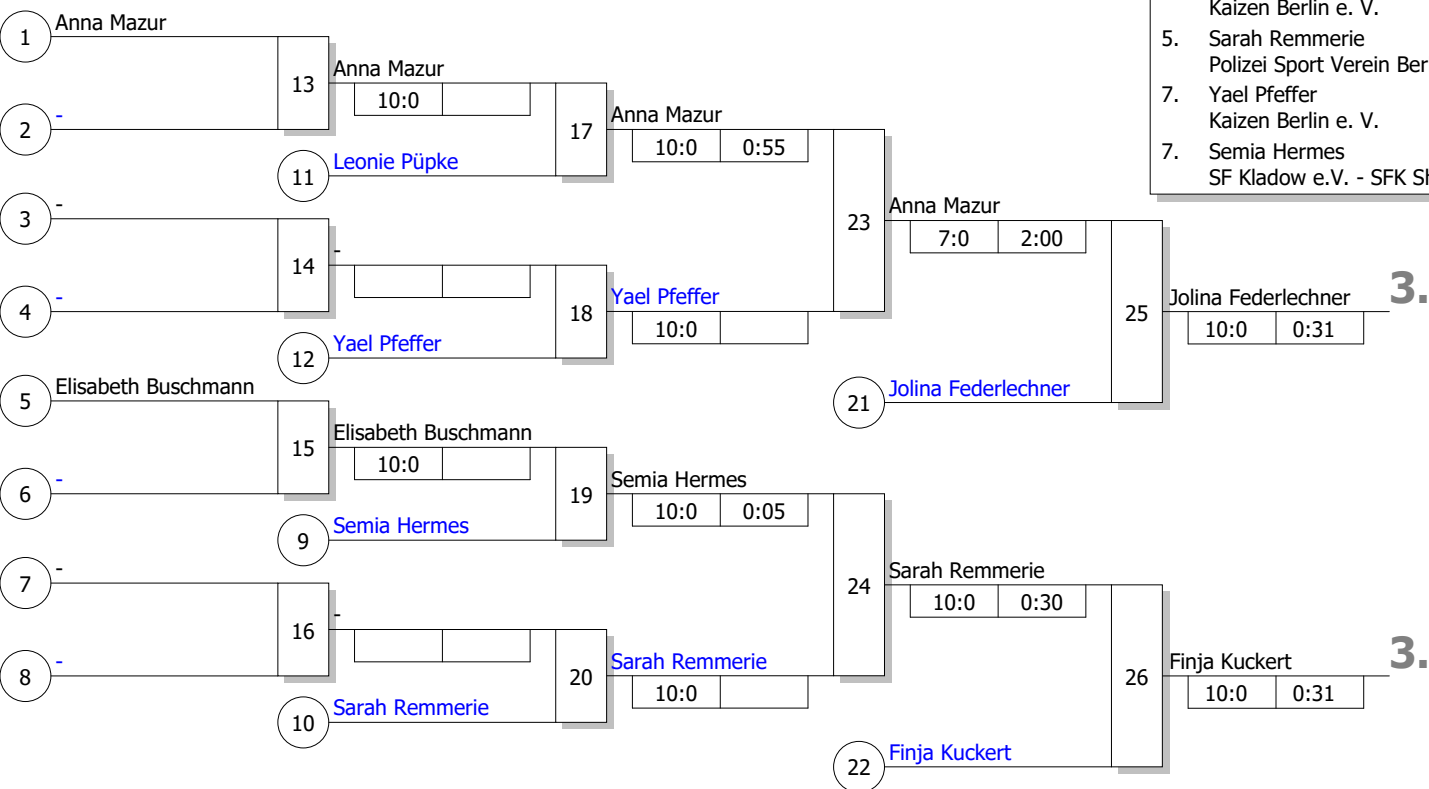 Kaizen Berlin e. V.
5. Sarah Remmerie
Polizei Sport Verein Ber
7. Yael Pfeffer
Kaizen Berlin e. V.
7. Semia Hermes
SF Kladow e.V. - SFK
1 Anna Mazur
13 Anna Mazur
10:0
2 -
17 Anna Mazur
10:0 0:55
11 Leonie Püpke
3 -
23 Anna Mazur
7:0 2:00
14 -
4 -
18 Yael Pfeffer
10:0
12 Yael Pfeffer
25 Jolina Federlechner 3.
10:0 0:31
5 Elisabeth Buschmann
21 Jolina Federlechner
15 Elisabeth Buschmann
10:0
6 -
19 Semia Hermes
10:0 0:05
9 Semia Hermes
7 -
24 Sarah Remmerie
10:0 0:30
16 -
8 -
20 Sarah Remmerie
10:0
10 Sarah Remmerie
26 Finja Kuckert 3.
10:0 0:31
22 Finja Kuckert